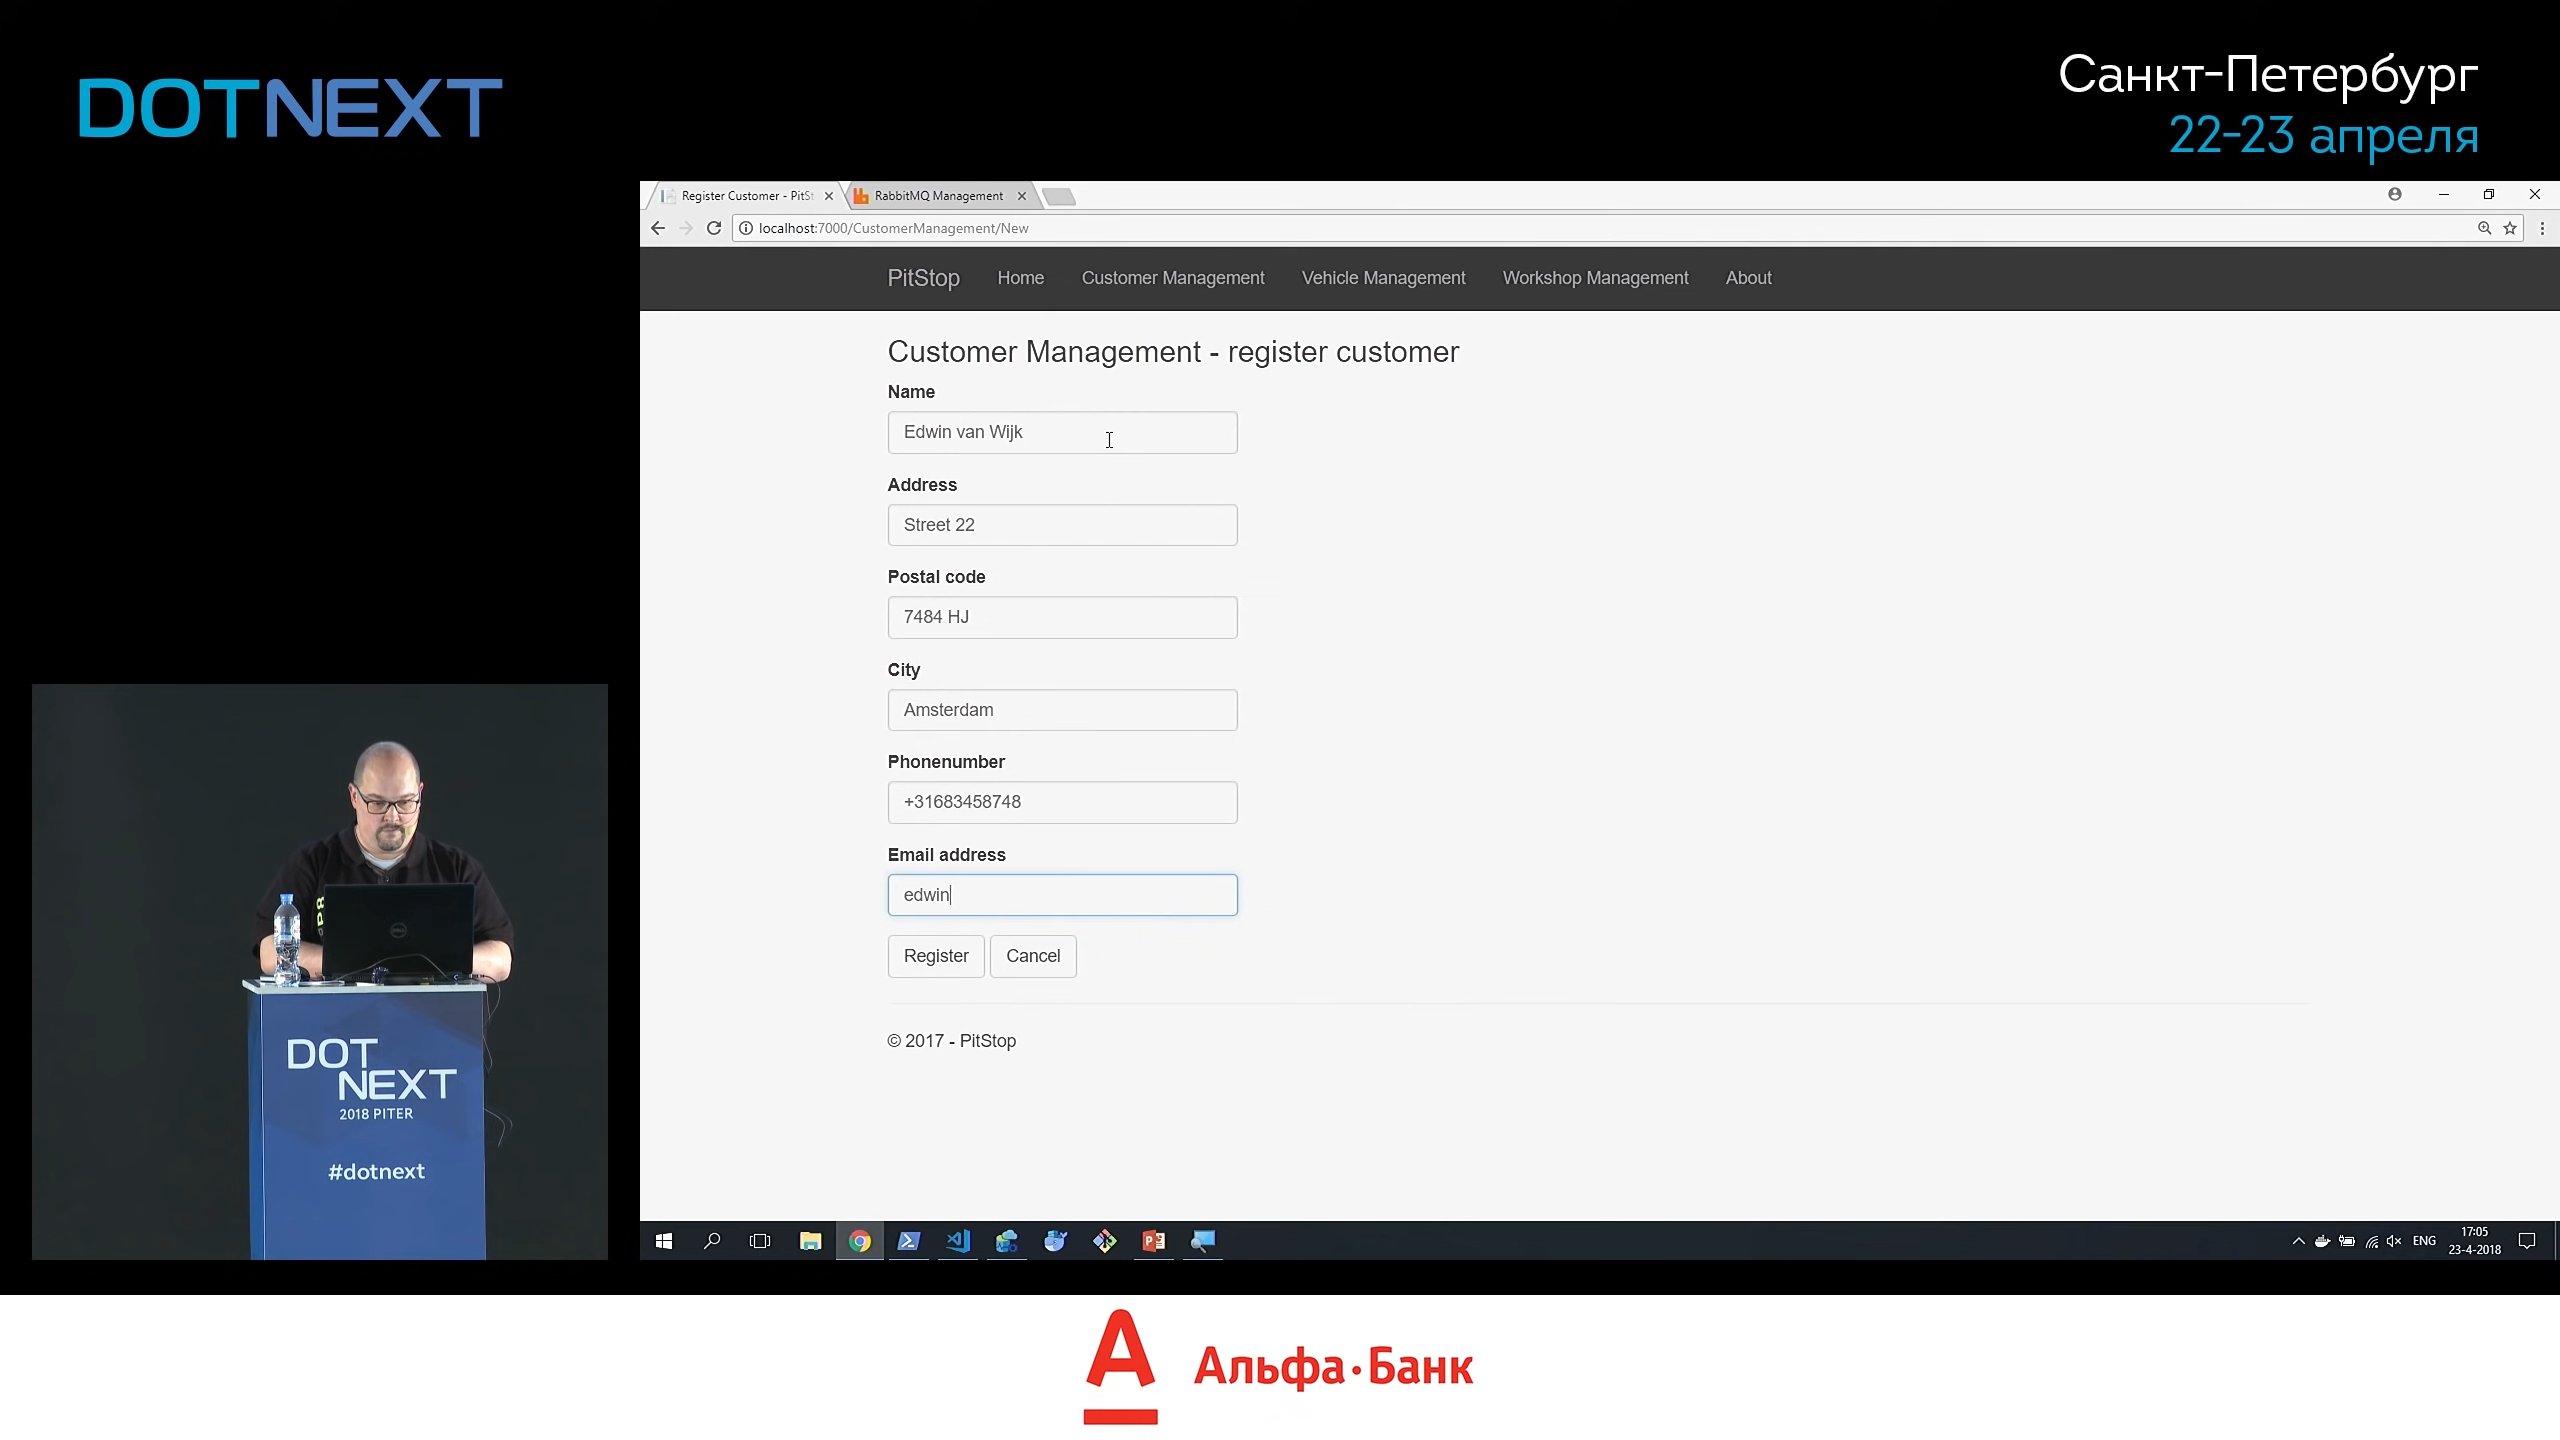 DOTNEXT
Санкт-Петербург
22-23 апреля
Register Customer - PitSt
RabbitMQ Management
localhost:7000/CustomerManagement/New
PitStop Home Customer Management Vehicle Management Workshop Management About
Customer Management - register customer
Name
Edwin van Wijk
Address
Street 22
Postal code
7484 HJ
City
Amsterdam
Phonenumber
+31683458748
Email address
edwin
Register Cancel
© 2017 - PitStop
DOT
NEXT
2018 PITER
#dotnext
ENG
17:05
23-4-2018
Альфа·Банк